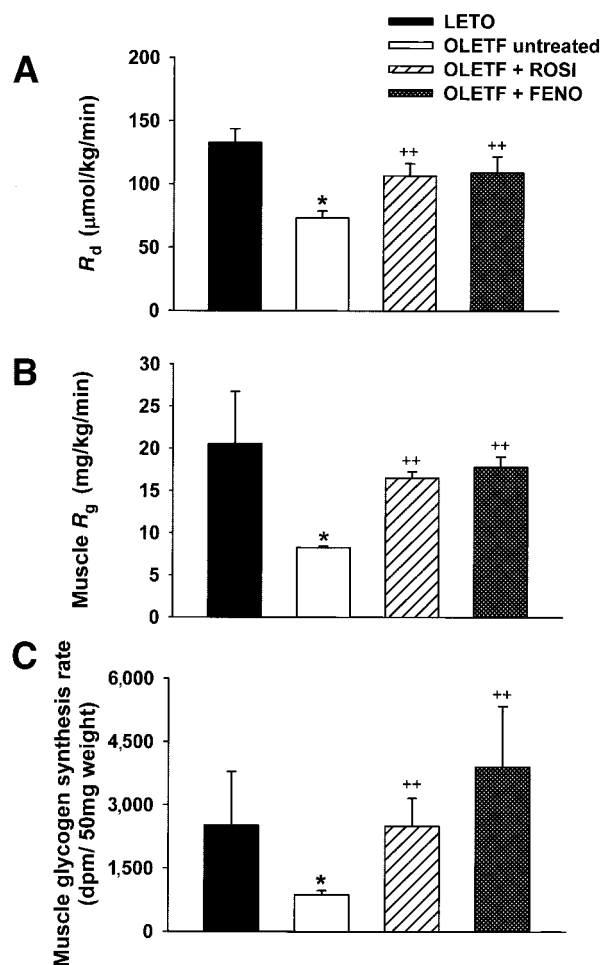 LETO
OLETF untreated
OLETF + ROSI
OLETF + FENO
A
R_d (μmol/kg/min)
200
150
100
50
0
*
++
++
B
Muscle R_g (mg/kg/min)
30
25
20
15
10
5
0
*
++
++
C
Muscle glycogen synthesis rate
(dpm/ 50mg weight)
6,000
4,500
3,000
1,500
0
*
++
++